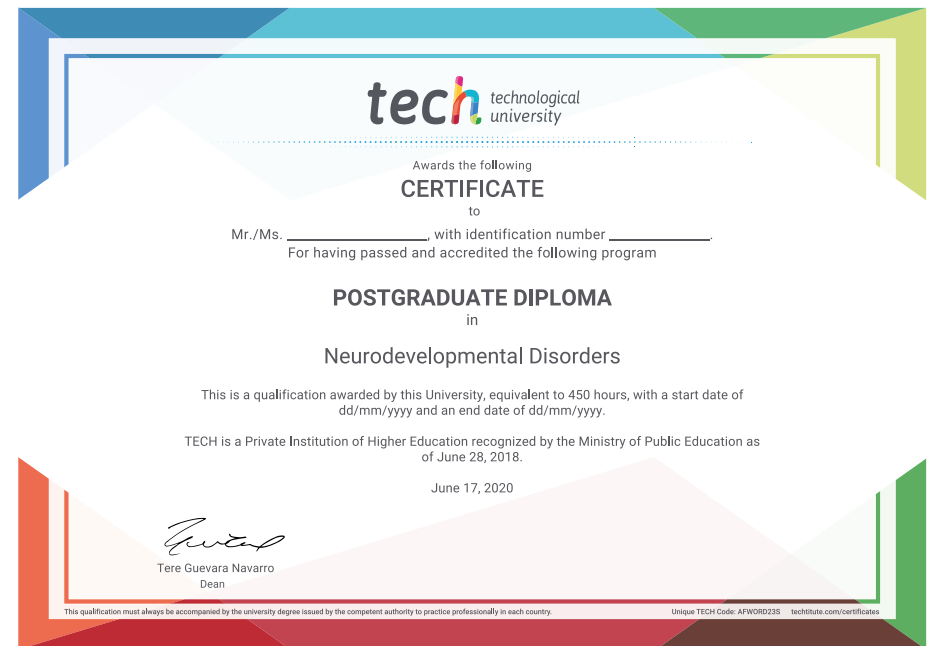 tech technological
university
Awards the following
CERTIFICATE
to
Mr./Ms. ____________________, with identification number ______________.
For having passed and accredited the following program
POSTGRADUATE DIPLOMA
in
Neurodevelopmental Disorders
This is a qualification awarded by this University, equivalent to 450 hours, with a start date of
dd/mm/yyyy and an end date of dd/mm/yyyy.
TECH is a Private Institution of Higher Education recognized by the Ministry of Public Education as
of June 28, 2018.
June 17, 2020
Tere Guevara Navarro
Dean
This qualification must always be accompanied by the university degree issued by the competent authority to practice professionally in each country.
Unique TECH Code: AFWORD23S techtitute.com/certificates